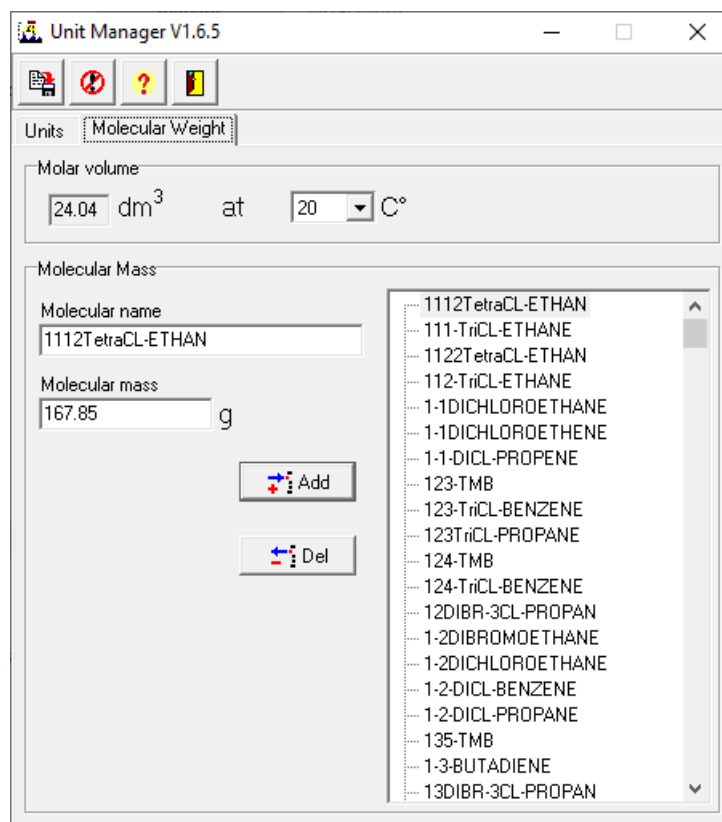 Unit Manager V1.6.5
Units
Molecular Weight
Molar volume
24.04 dm³ at 20 C°
Molecular Mass
Molecular name
1112TetraCL-ETHAN
Molecular mass
167.85 g
Add
Del
1112TetraCL-ETHAN
111-TriCL-ETHANE
1122TetraCL-ETHAN
112-TriCL-ETHANE
1-1DICHLOROETHANE
1-1DICHLOROETHENE
1-1-DICL-PROPENE
123-TMB
123-TriCL-BENZENE
123TriCL-PROPANE
124-TMB
124-TriCL-BENZENE
12DIBR-3CL-PROPAN
1-2DIBROMOETHANE
1-2DICHLOROETHANE
1-2-DICL-BENZENE
1-2-DICL-PROPANE
135-TMB
1-3-BUTADIENE
13DIBR-3CL-PROPAN